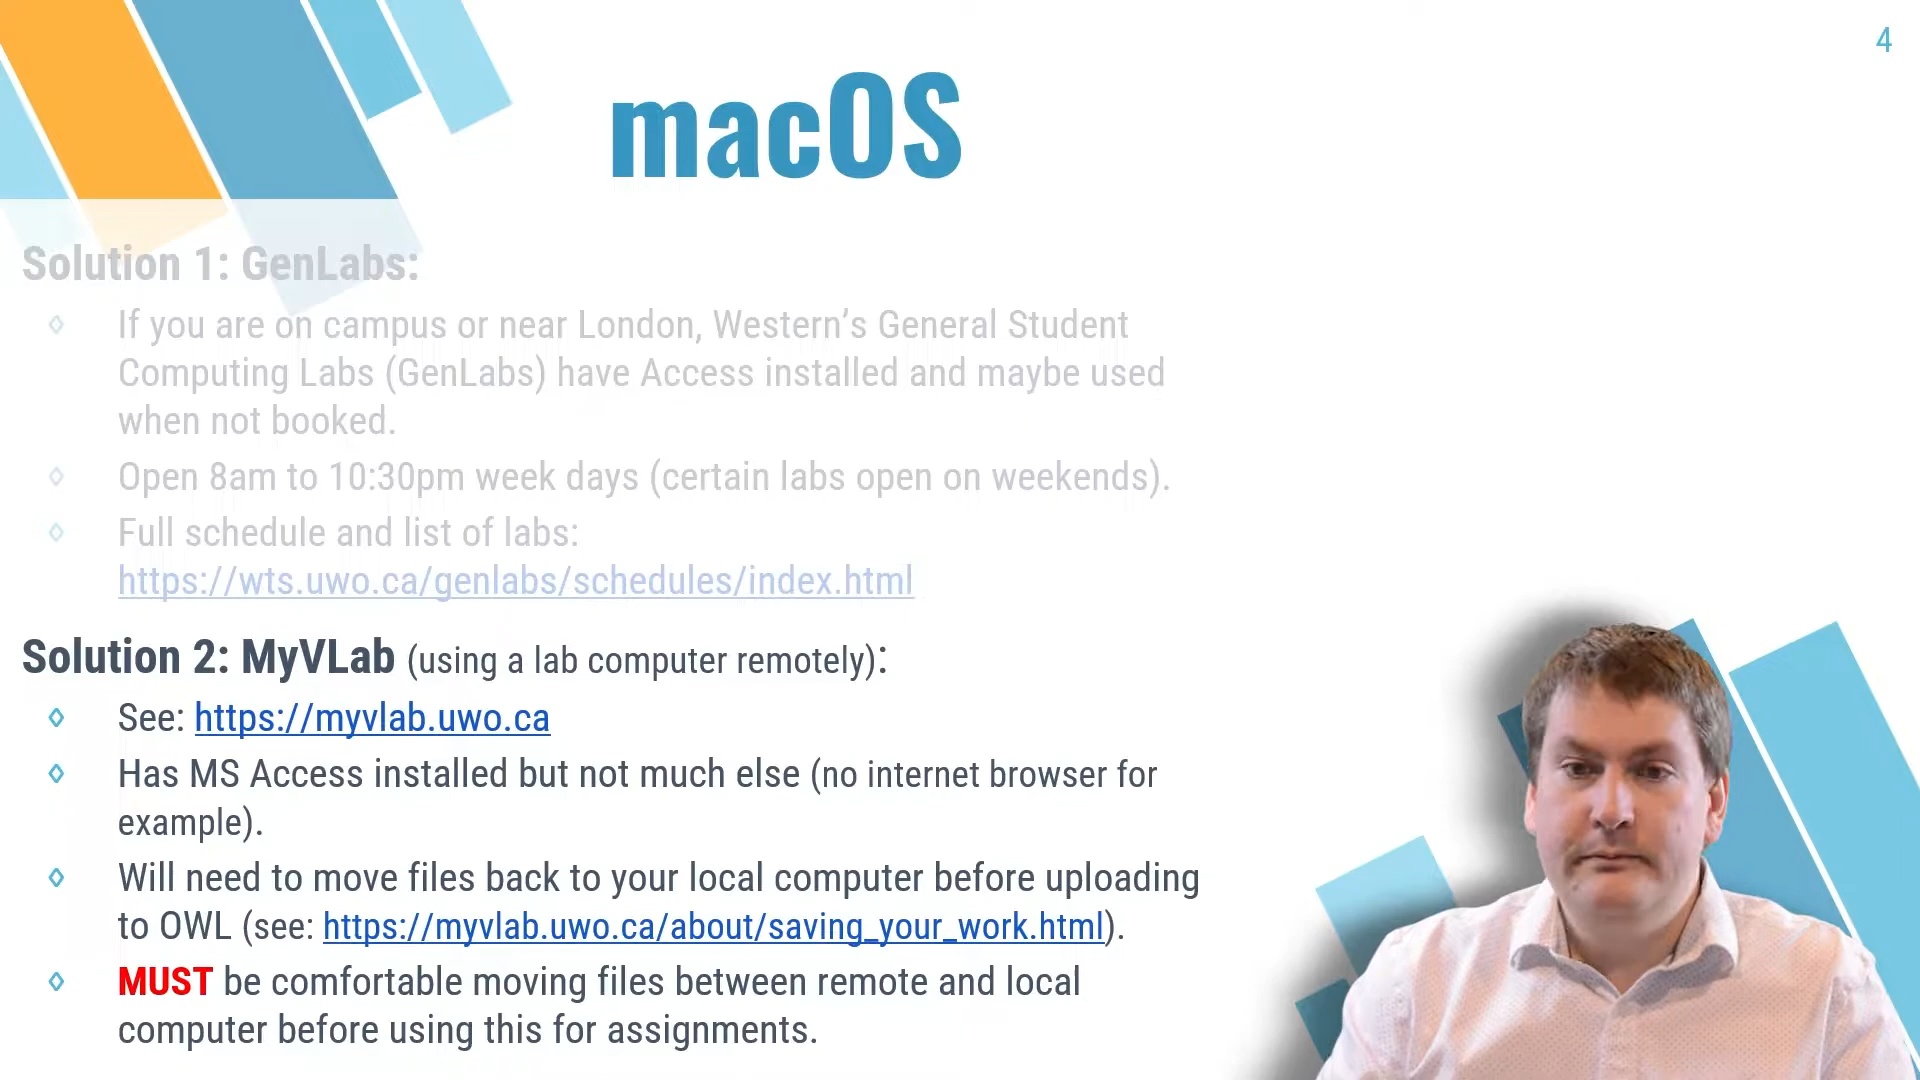 4
macOS
Solution 1: GenLabs:
If you are on campus or near London, Western’s General Student
Computing Labs (GenLabs) have Access installed and maybe used
when not booked.
Open 8am to 10:30pm week days (certain labs open on weekends).
Full schedule and list of labs:
https://wts.uwo.ca/genlabs/schedules/index.html
Solution 2: MyVLab (using a lab computer remotely):
See: https://myvlab.uwo.ca
Has MS Access installed but not much else (no internet browser for
example).
Will need to move files back to your local computer before uploading
to OWL (see: https://myvlab.uwo.ca/about/saving_your_work.html).
MUST be comfortable moving files between remote and local
computer before using this for assignments.